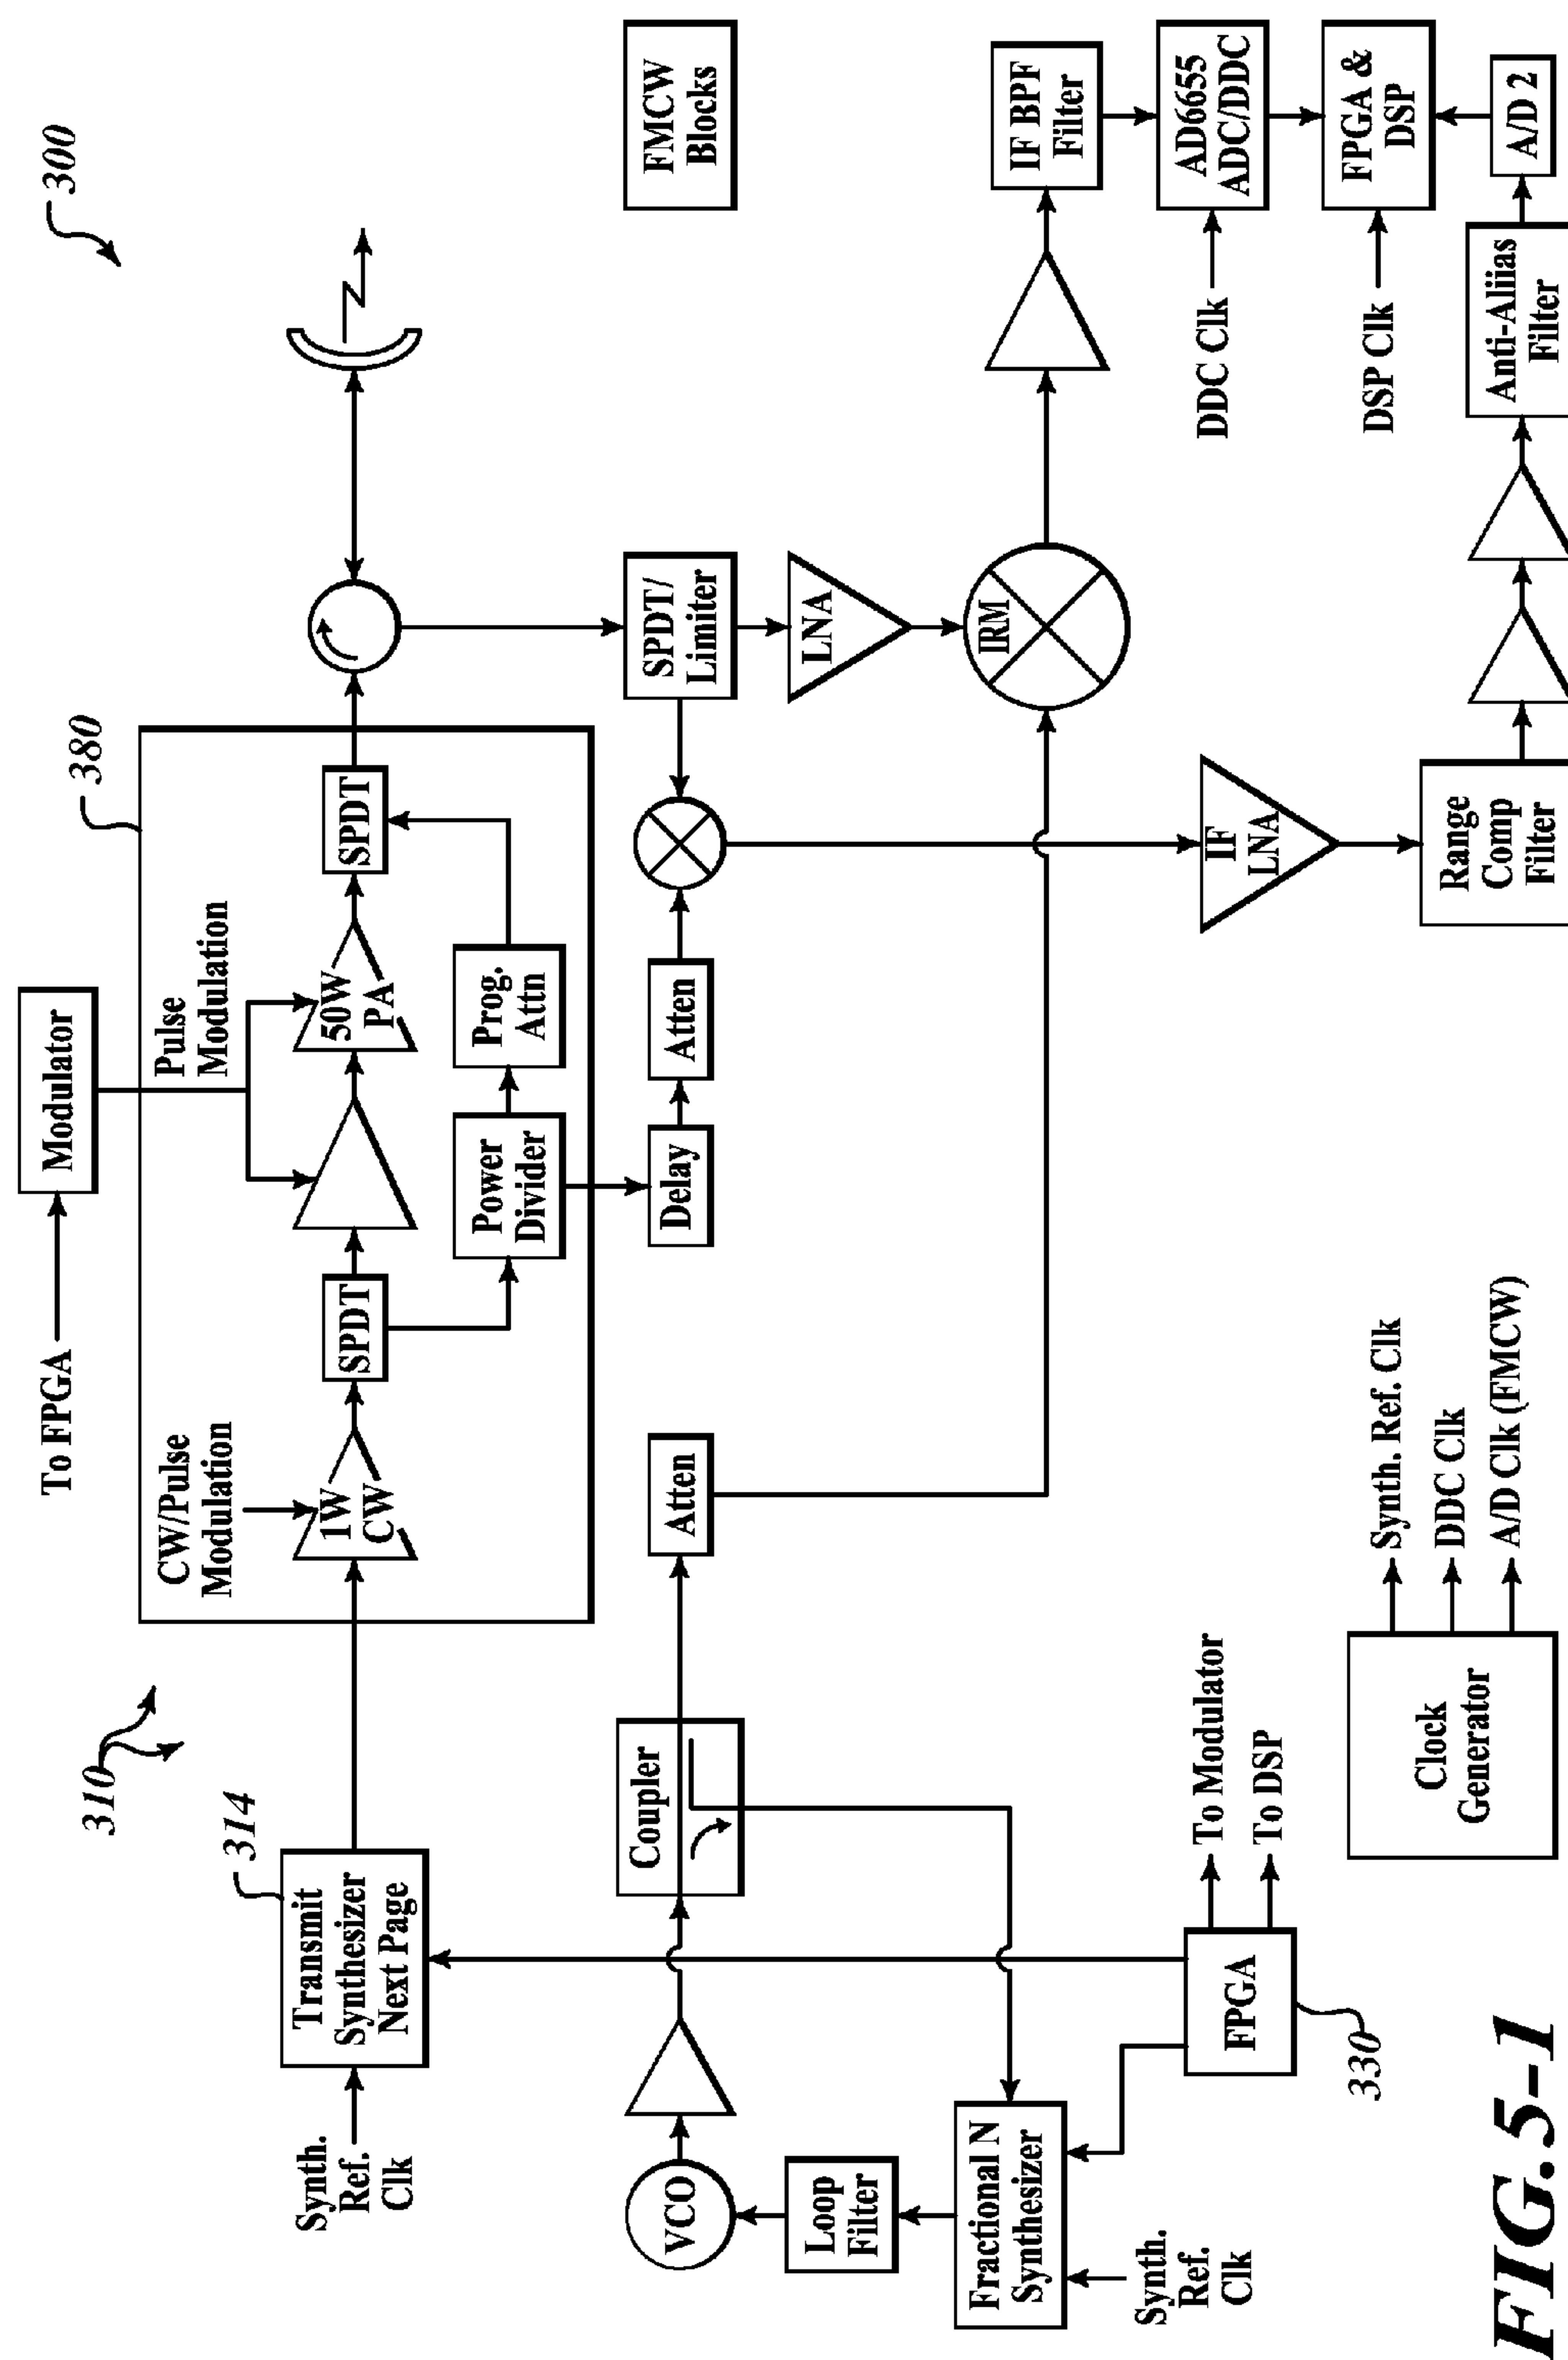 300
380
310
314
330
To FPGA
Modulator
CW/Pulse
Modulation
Pulse
Modulation
1W
CW
SPDT
50W
PA
SPDT
Power
Divider
Prog.
Attn
Synth.
Ref.
Clk
Transmit
Synthesizer
Next Page
VCO
Coupler
Atten
Delay
Atten
SPDT/
Limiter
FMCW
Blocks
Loop
Filter
LNA
Fractional N
Synthesizer
IRM
IF BPF
Filter
Synth.
Ref.
Clk
FPGA
To Modulator
To DSP
IF
LNA
DDC Clk
AD6655
ADC/DDC
DSP Clk
FPGA &
DSP
Clock
Generator
Synth. Ref. Clk
DDC Clk
A/D Clk (FMCW)
Range
Comp
Filter
Anti-Aliias
Filter
A/D 2
FIG.5-1